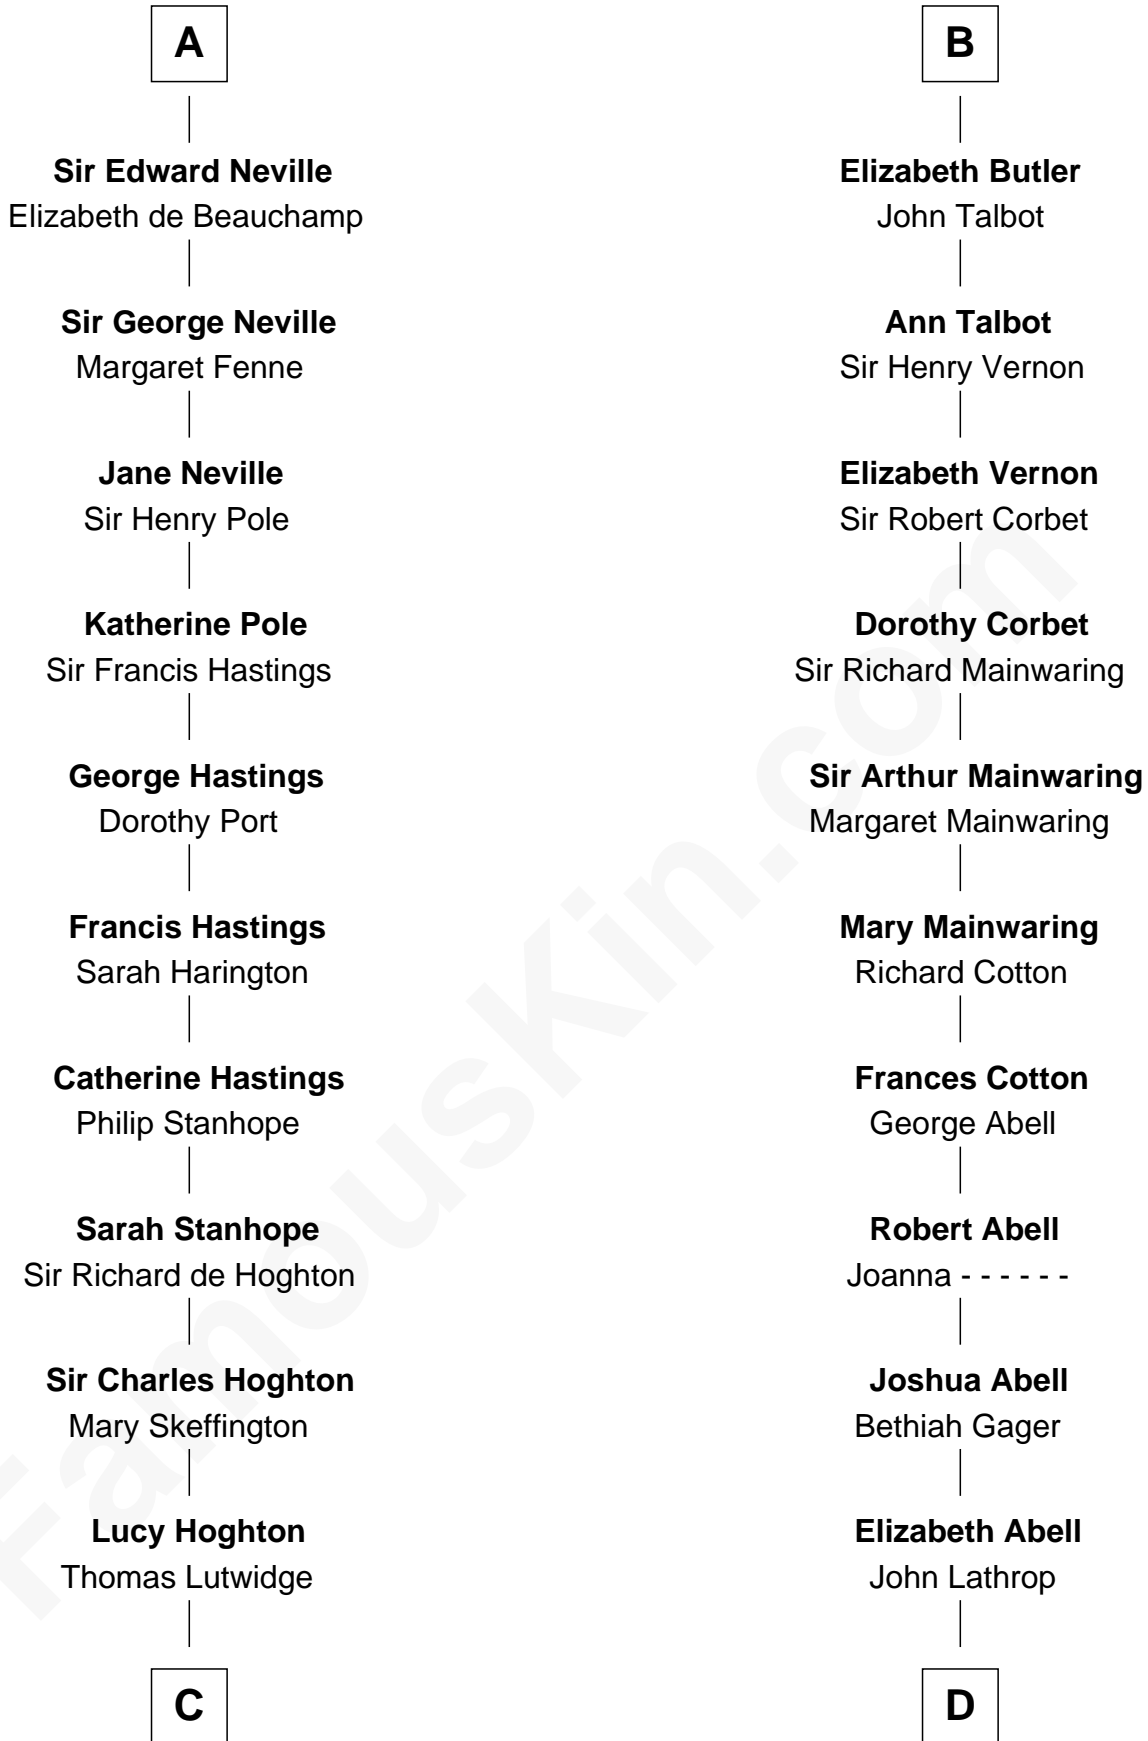 A
Sir Edward Neville
Elizabeth de Beauchamp
Sir George Neville
Margaret Fenne
Jane Neville
Sir Henry Pole
Katherine Pole
Sir Francis Hastings
George Hastings
Dorothy Port
Francis Hastings
Sarah Harington
Catherine Hastings
Philip Stanhope
Sarah Stanhope
Sir Richard de Hoghton
Sir Charles Hoghton
Mary Skeffington
Lucy Hoghton
Thomas Lutwidge
C
B
Elizabeth Butler
John Talbot
Ann Talbot
Sir Henry Vernon
Elizabeth Vernon
Sir Robert Corbet
Dorothy Corbet
Sir Richard Mainwaring
Sir Arthur Mainwaring
Margaret Mainwaring
Mary Mainwaring
Richard Cotton
Frances Cotton
George Abell
Robert Abell
Joanna - - - - - -
Joshua Abell
Bethiah Gager
Elizabeth Abell
John Lathrop
D
FamousKin.com